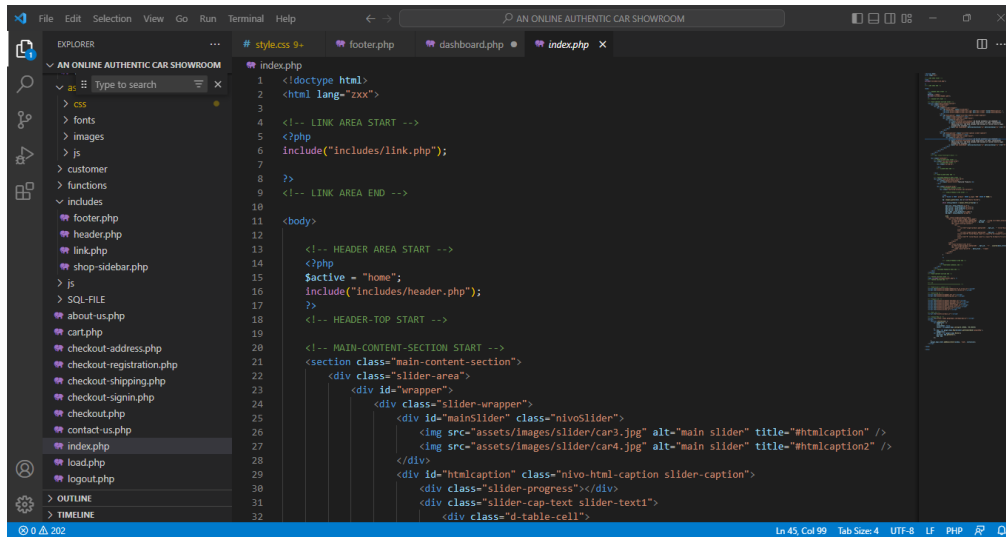 File Edit Selection View Go Run Terminal Help
AN ONLINE AUTHENTIC CAR SHOWROOM
EXPLORER
AN ONLINE AUTHENTIC CAR SHOWROOM
as
Type to search
css
fonts
images
js
customer
functions
includes
footer.php
header.php
link.php
shop-sidebar.php
js
SQL-FILE
about-us.php
cart.php
checkout-address.php
checkout-registration.php
checkout-shipping.php
checkout-signin.php
checkout.php
contact-us.php
index.php
load.php
logout.php
OUTLINE
TIMELINE
1
# style.css 9+ footer.php dashboard.php index.php
index.php
1 <!doctype html>
2 <html lang="zxx">
3
4 <!-- LINK AREA START -->
5 <?php
6 include("includes/link.php");
7
8 ?>
9 <!-- LINK AREA END -->
10
11 <body>
12
13 <!-- HEADER AREA START -->
14 <?php
15 $active = "home";
16 include("includes/header.php");
17 ?>
18 <!-- HEADER-TOP START -->
19
20 <!-- MAIN-CONTENT-SECTION START -->
21 <section class="main-content-section">
22 <div class="slider-area">
23 <div id="wrapper">
24 <div class="slider-wrapper">
25 <div id="mainSlider" class="nivoSlider">
26 <img src="assets/images/slider/car3.jpg" alt="main slider" title="#htmlcaption" />
27 <img src="assets/images/slider/car4.jpg" alt="main slider" title="#htmlcaption2" />
28 </div>
29 <div id="htmlcaption" class="nivo-html-caption slider-caption">
30 <div class="slider-progress"></div>
31 <div class="slider-cap-text slider-text1">
32 <div class="d-table-cell">
0 202 Ln 45, Col 99 Tab Size: 4 UTF-8 LF PHP